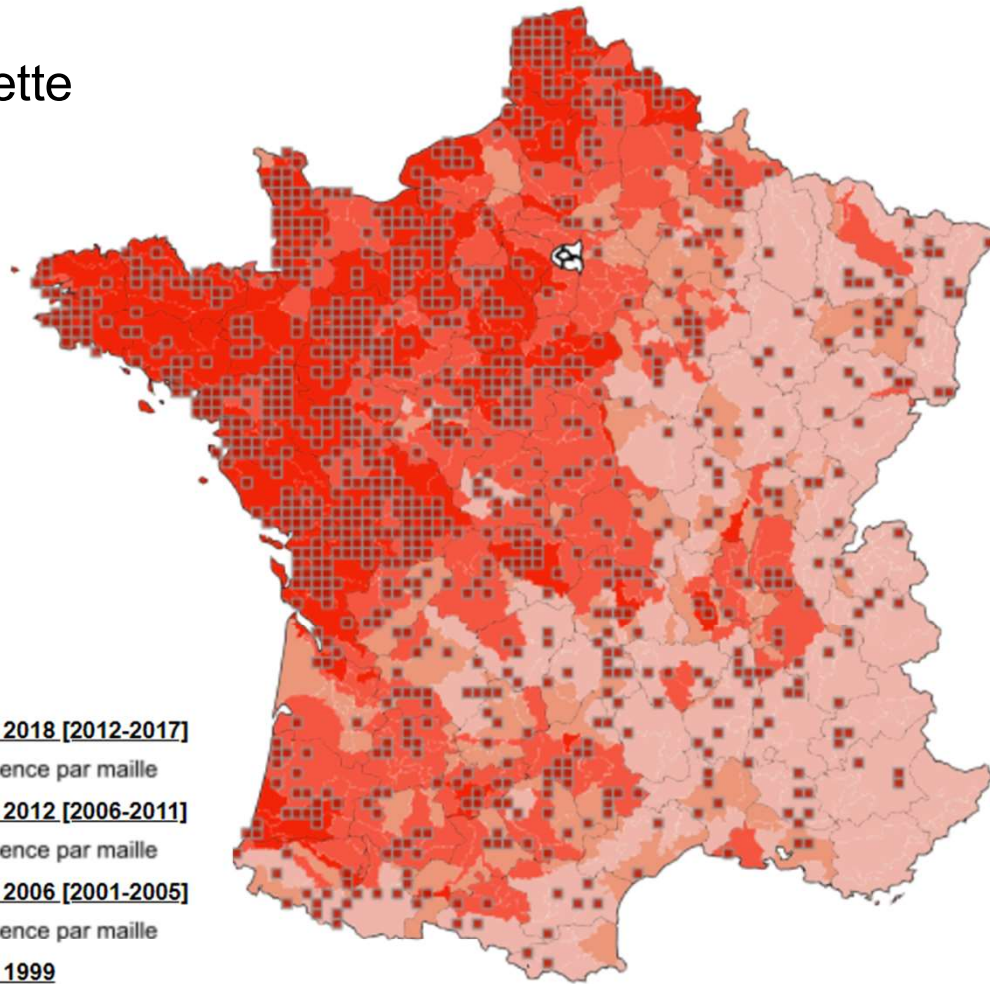 ette
2018 [2012-2017]
ence par maille
2012 [2006-2011]
ence par maille
2006 [2001-2005]
ence par maille
1999